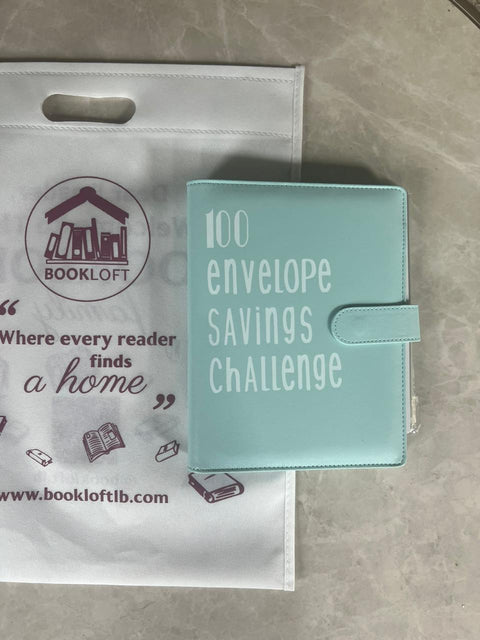 BOOKLOFT
“
Where every reader
finds
a home
”
www.bookloftlb.com
100
envelope
savings
challenge